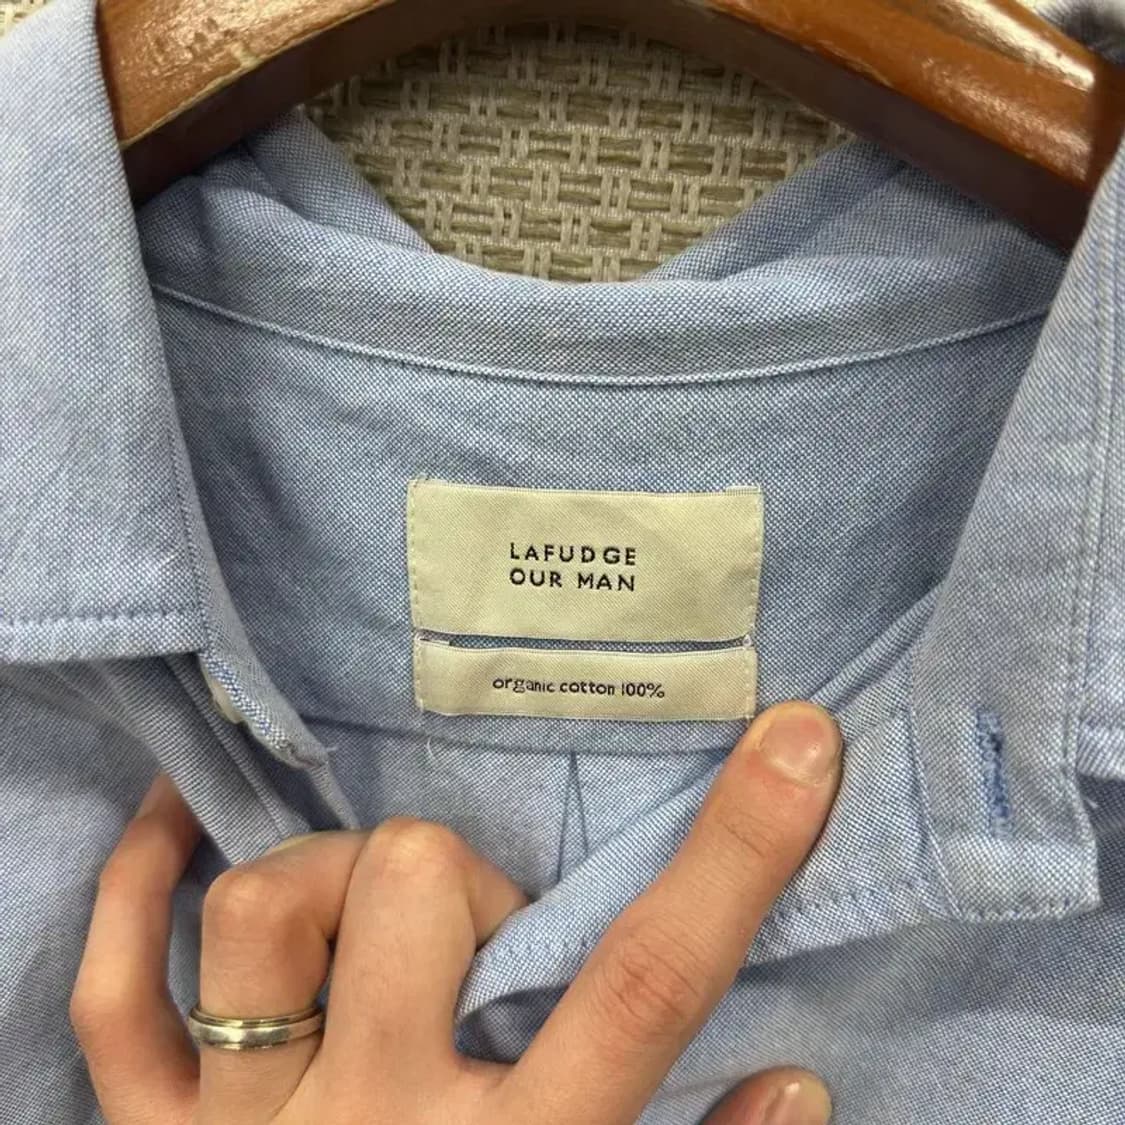 LAFUDGE
OUR MAN
organic cotton 100%